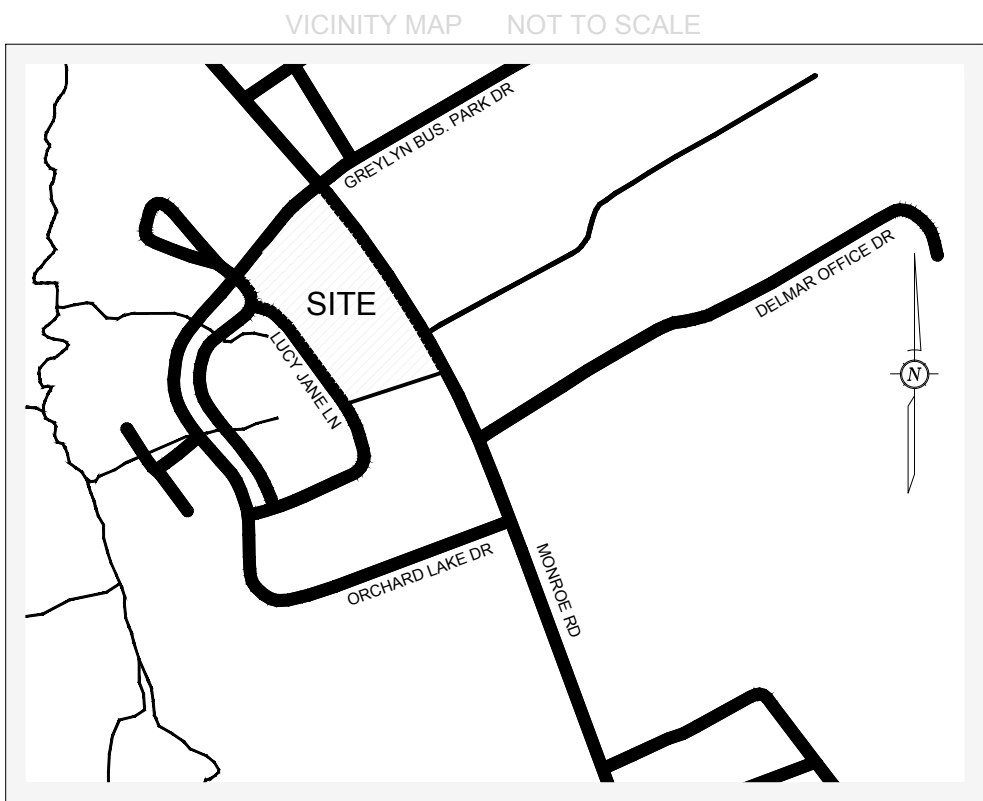 VICINITY MAP NOT TO SCALE
GREYLYN BUS. PARK DR
DELMAR OFFICE DR
SITE
LUCY JANE LN
N
MONROE RD
ORCHARD LAKE DR